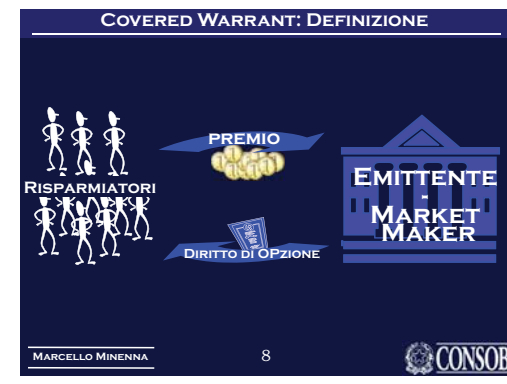 Covered Warrant: Definizione
PREMIO
Risparmiatori
Emittente
-
Market
Maker
Diritto di OPzione
Marcello Minenna
8
CONSOB